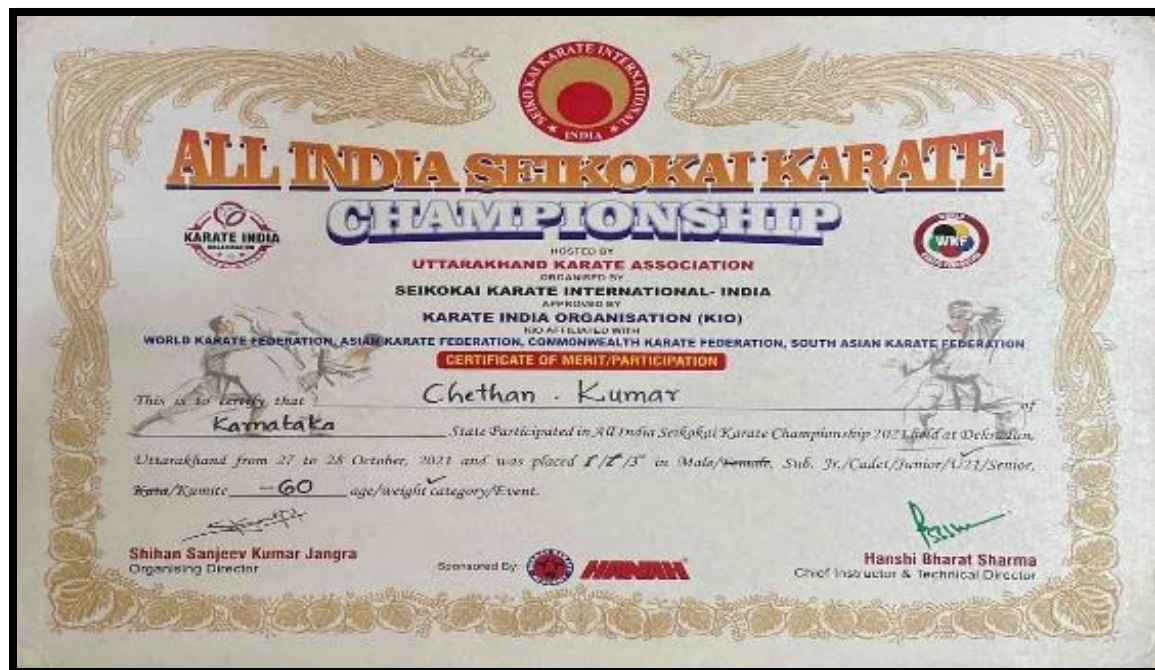 SEIKO KAI KARATE INTERNATIONAL
INDIA
ALL INDIA SEIKOKAI KARATE
CHAMPIONSHIP
KARATE INDIA
ORGANISATION
WORLD
WKF
HOSTED BY
UTTARAKHAND KARATE ASSOCIATION
ORGANISED BY
SEIKOKAI KARATE INTERNATIONAL- INDIA
APPROVED BY
KARATE INDIA ORGANISATION (KIO)
KIO AFFILIATED WITH
WORLD KARATE FEDERATION, ASIAN KARATE FEDERATION, COMMONWEALTH KARATE FEDERATION, SOUTH ASIAN KARATE FEDERATION
CERTIFICATE OF MERIT/PARTICIPATION
This is to certify that Chethan . Kumar of
Karnataka State Participated in All India Seikokai Karate Championship 2021 held at Dehradun,
Uttarakhand from 27 to 28 October, 2021 and was placed in Male/Female, Sub. Jr./Cadet/Junior/U21/Senior,
Kata/Kumite -60 age/weight category/Event.
Shihan Sanjeev Kumar Jangra
Organising Director
Sponsored By:
HANAH
Hanshi Bharat Sharma
Chief Instructor & Technical Director